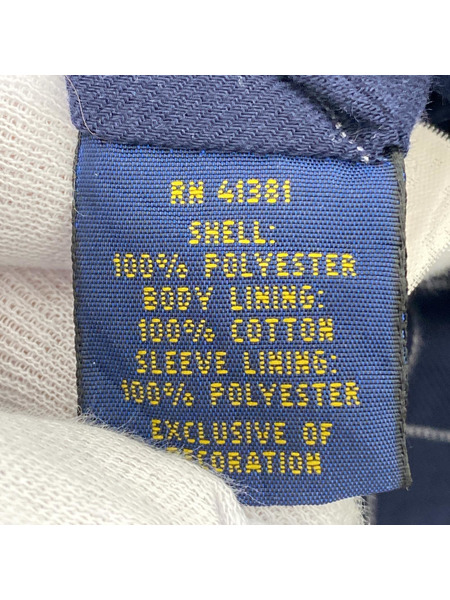 RN 41381
SHELL:
100% POLYESTER
BODY LINING:
100% COTTON
SLEEVE LINING:
100% POLYESTER
EXCLUSIVE OF
DECORATION